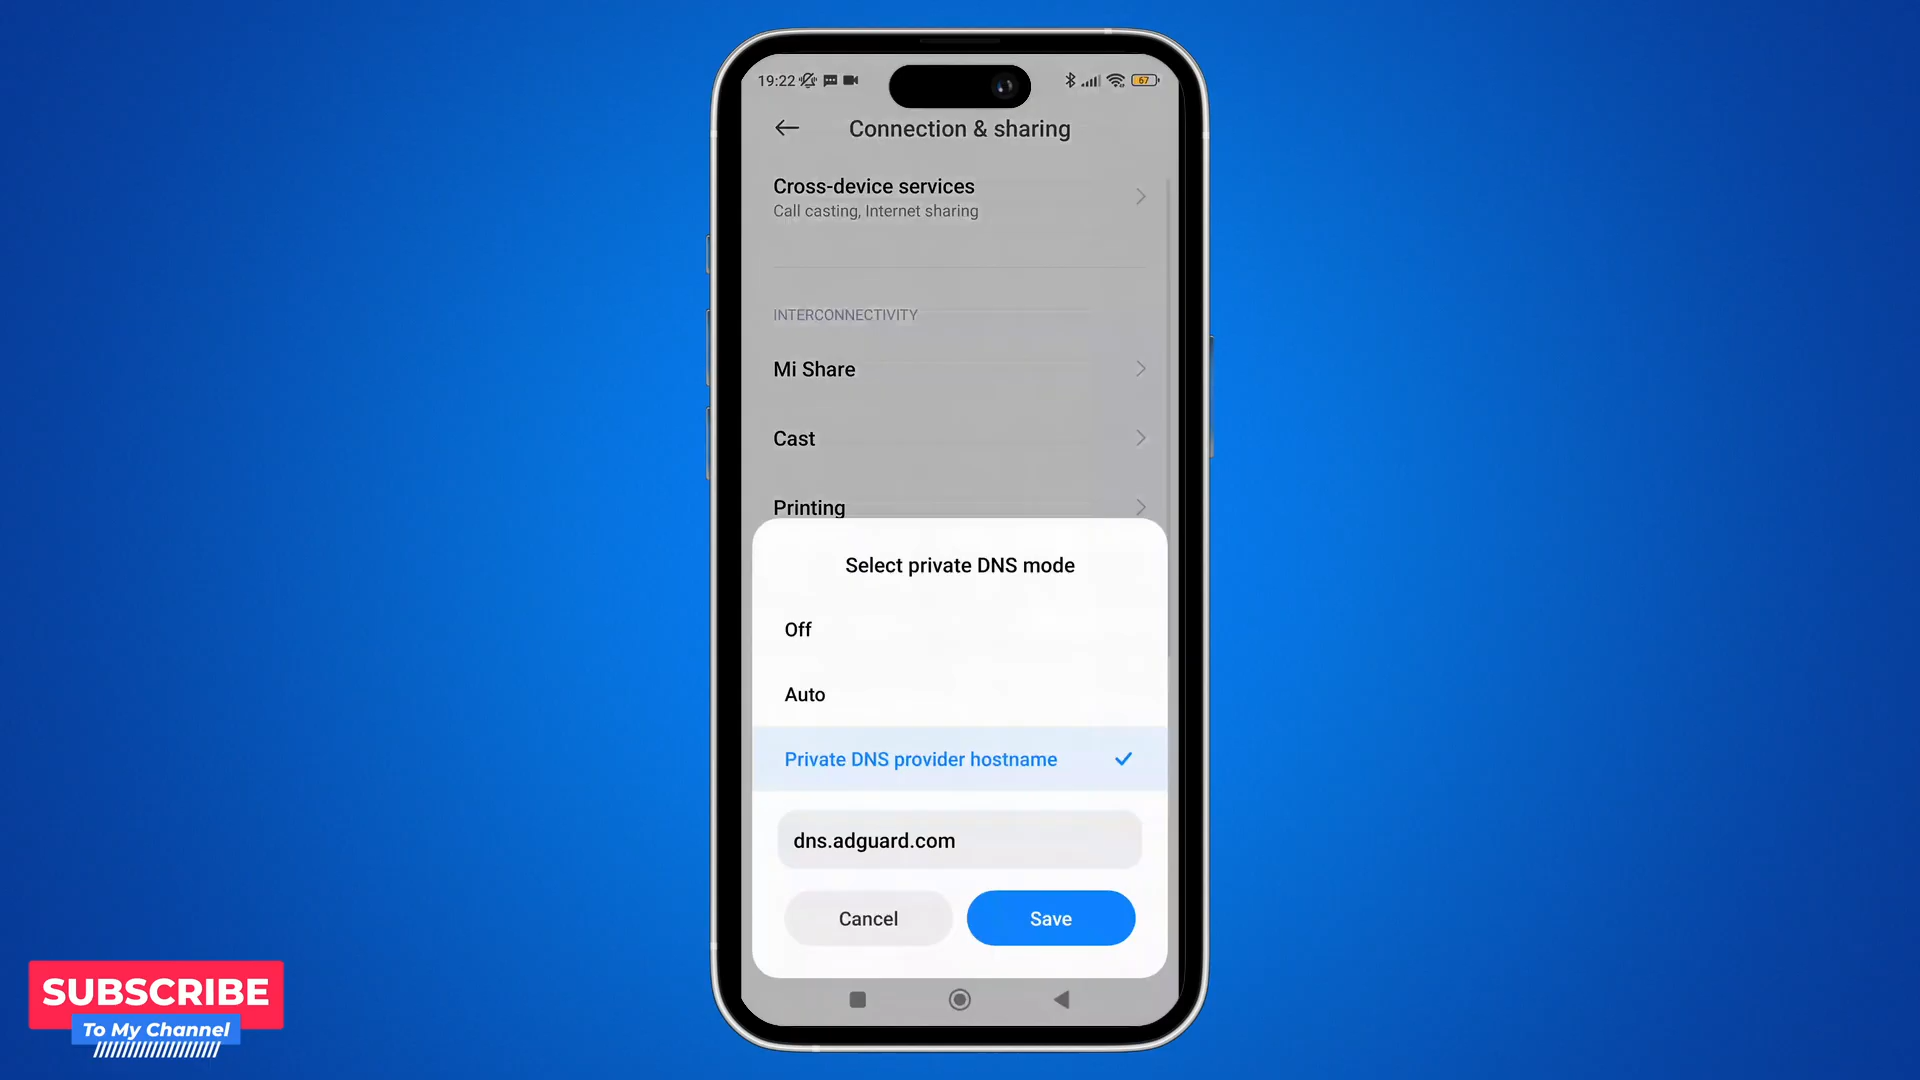 19:22
67
Connection & sharing
Cross-device services
Call casting, Internet sharing
INTERCONNECTIVITY
Mi Share
Cast
Printing
Select private DNS mode
Off
Auto
Private DNS provider hostname
dns.adguard.com
Cancel
Save
SUBSCRIBE
To My Channel